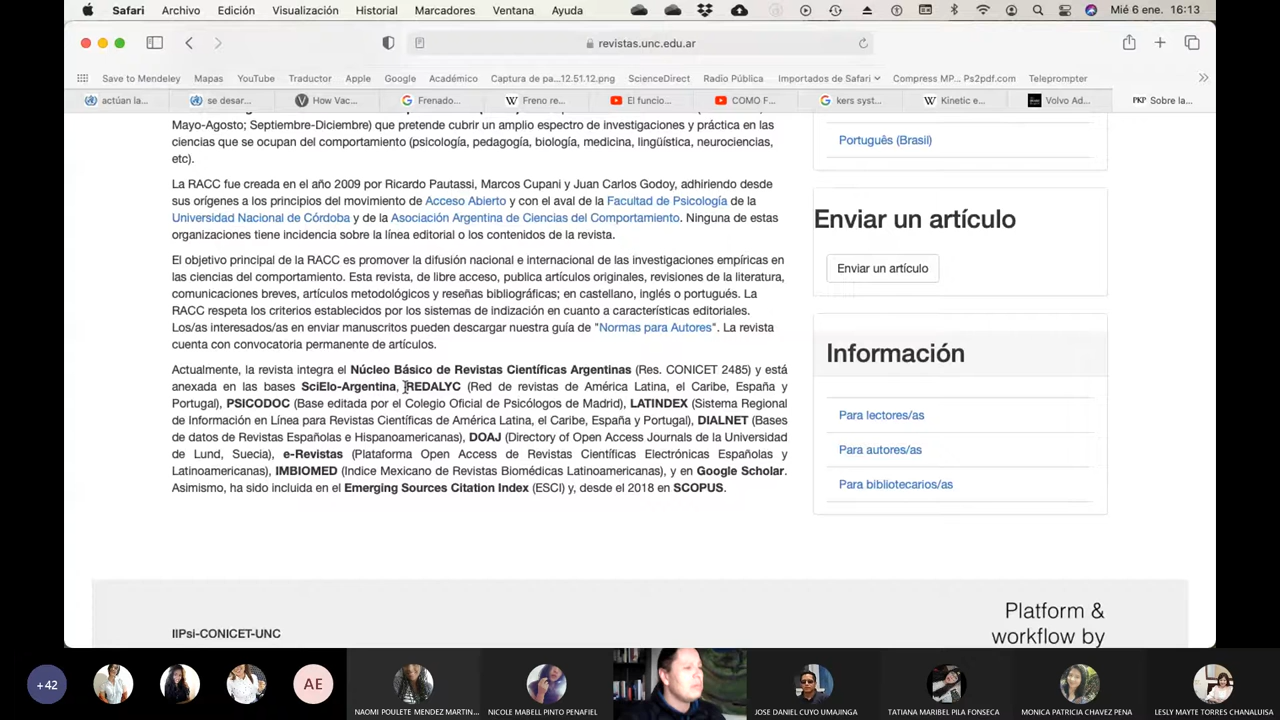 Safari Archivo Edición Visualización Historial Marcadores Ventana Ayuda Mié 6 ene. 16:13
revistas.unc.edu.ar
Save to Mendeley Mapas YouTube Traductor Apple Google Académico Captura de pa...12.51.12.png ScienceDirect Radio Pública Importados de Safari Compress MP... Ps2pdf.com Teleprompter
actúan la... se desar... How Vac... Frenado... Freno re... El funcio... COMO F... kers syst... Kinetic e... Volvo Ad... PKP Sobre la...
Mayo-Agosto; Septiembre-Diciembre) que pretende cubrir un amplio espectro de investigaciones y práctica en las
ciencias que se ocupan del comportamiento (psicología, pedagogía, biología, medicina, lingüística, neurociencias,
etc).
La RACC fue creada en el año 2009 por Ricardo Pautassi, Marcos Cupani y Juan Carlos Godoy, adhiriendo desde
sus orígenes a los principios del movimiento de Acceso Abierto y con el aval de la Facultad de Psicología de la
Universidad Nacional de Córdoba y de la Asociación Argentina de Ciencias del Comportamiento. Ninguna de estas
organizaciones tiene incidencia sobre la línea editorial o los contenidos de la revista.
El objetivo principal de la RACC es promover la difusión nacional e internacional de las investigaciones empíricas en
las ciencias del comportamiento. Esta revista, de libre acceso, publica artículos originales, revisiones de la literatura,
comunicaciones breves, artículos metodológicos y reseñas bibliográficas; en castellano, inglés o portugués. La
RACC respeta los criterios establecidos por los sistemas de indización en cuanto a características editoriales.
Los/as interesados/as en enviar manuscritos pueden descargar nuestra guía de "Normas para Autores". La revista
cuenta con convocatoria permanente de artículos.
Actualmente, la revista integra el Núcleo Básico de Revistas Científicas Argentinas (Res. CONICET 2485) y está
anexada en las bases SciElo-Argentina, REDALYC (Red de revistas de América Latina, el Caribe, España y
Portugal), PSICODOC (Base editada por el Colegio Oficial de Psicólogos de Madrid), LATINDEX (Sistema Regional
de Información en Línea para Revistas Científicas de América Latina, el Caribe, España y Portugal), DIALNET (Bases
de datos de Revistas Españolas e Hispanoamericanas), DOAJ (Directory of Open Access Journals de la Universidad
de Lund, Suecia), e-Revistas (Plataforma Open Access de Revistas Científicas Electrónicas Españolas y
Latinoamericanas), IMBIOMED (Indice Mexicano de Revistas Biomédicas Latinoamericanas), y en Google Scholar.
Asimismo, ha sido incluida en el Emerging Sources Citation Index (ESCI) y, desde el 2018 en SCOPUS.
Português (Brasil)
Enviar un artículo
Enviar un artículo
Información
Para lectores/as
Para autores/as
Para bibliotecarios/as
IIPsi-CONICET-UNC
Platform &
workflow by
+42
AE
NAOMI POULETE MENDEZ MARTIN...
NICOLE MABELL PINTO PENAFIEL
JOSE DANIEL CUYO UMAJINGA
TATIANA MARIBEL PILA FONSECA
MONICA PATRICIA CHAVEZ PENA
LESLY MAYTE TORRES CHANALUISA